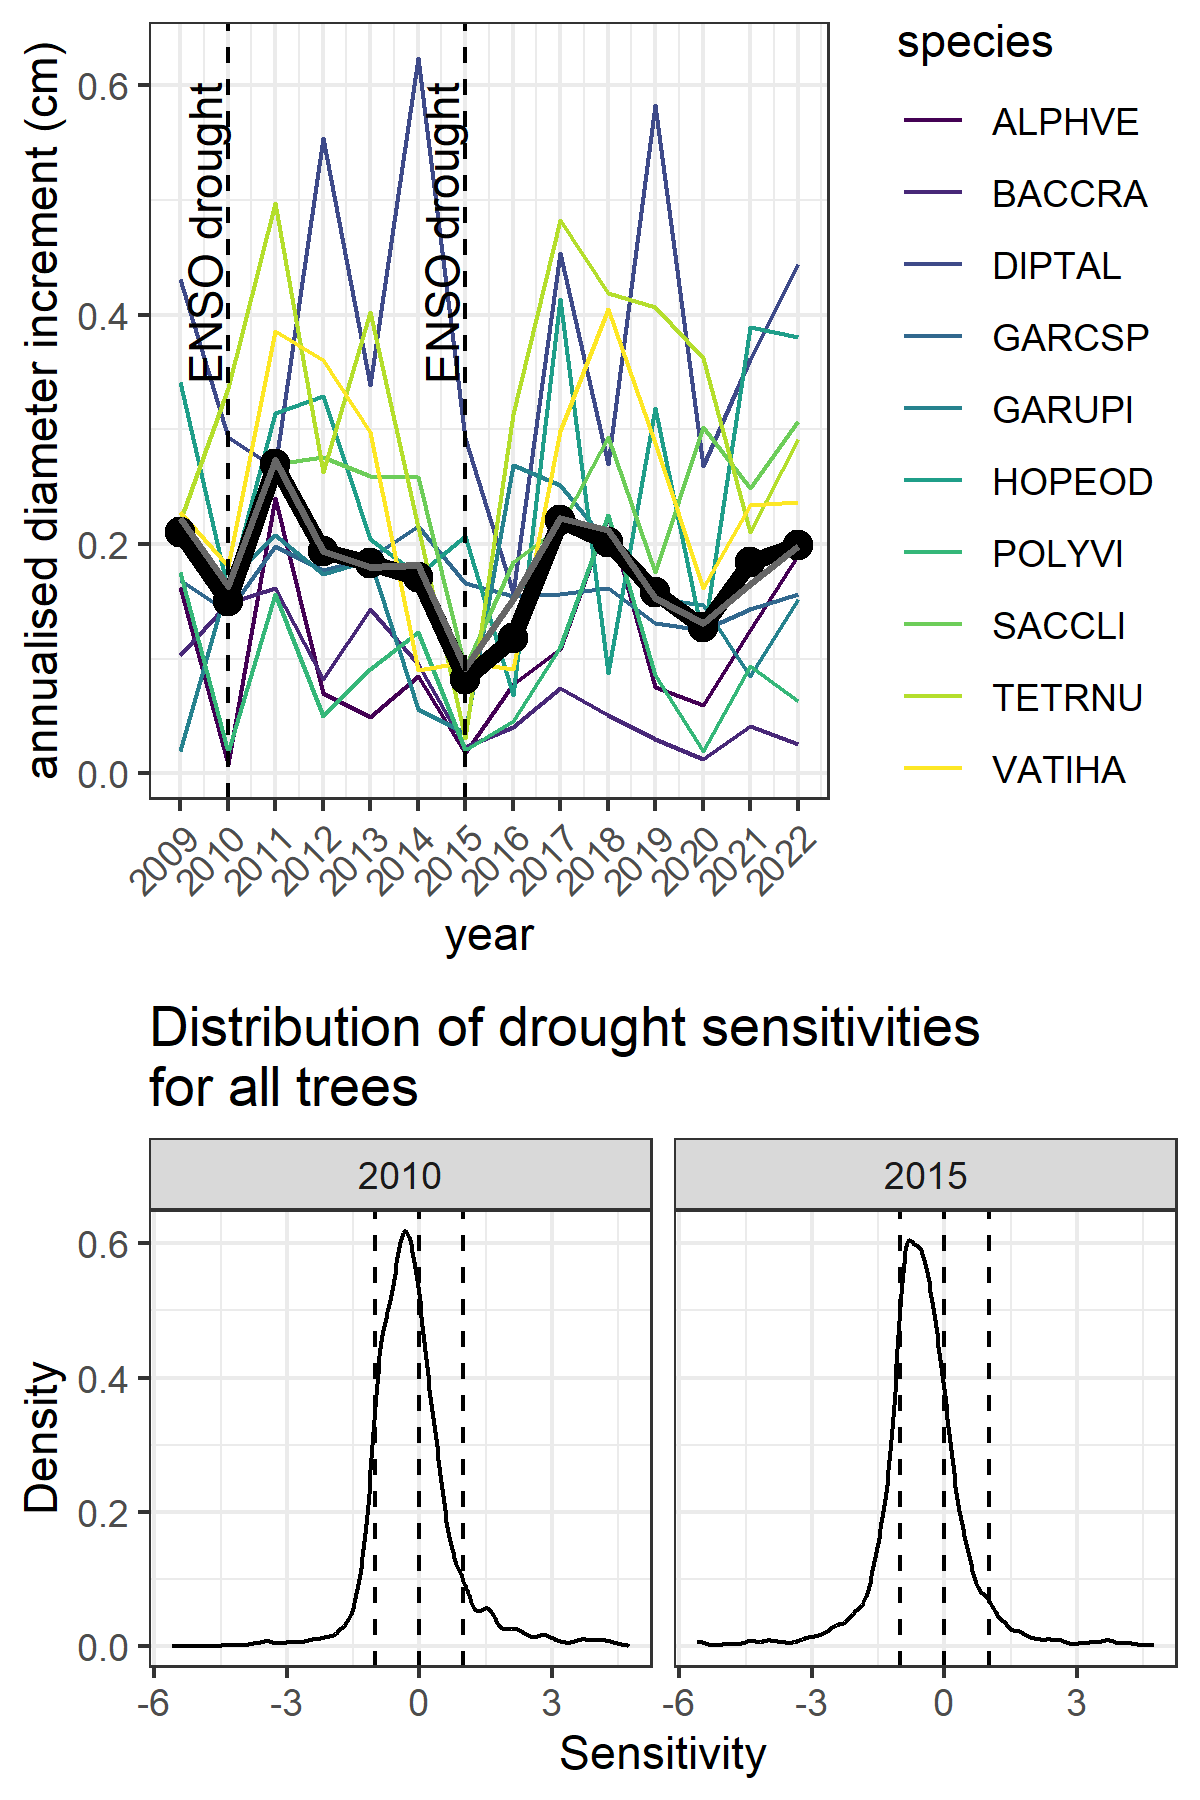 species
ALPHVE
BACCRA
DIPTAL
GARCSP
GARUPI
HOPEOD
POLYVI
SACCLI
TETRNU
VATIHA
annualised diameter increment (cm)
0.6
0.4
0.2
0.0
ENSO drought
ENSO drought
2009
2010
2011
2012
2013
2014
2015
2016
2017
2018
2019
2020
2021
2022
year
Distribution of drought sensitivities
for all trees
2010
2015
Density
0.6
0.4
0.2
0.0
-6
-3
0
3
-6
-3
0
3
Sensitivity